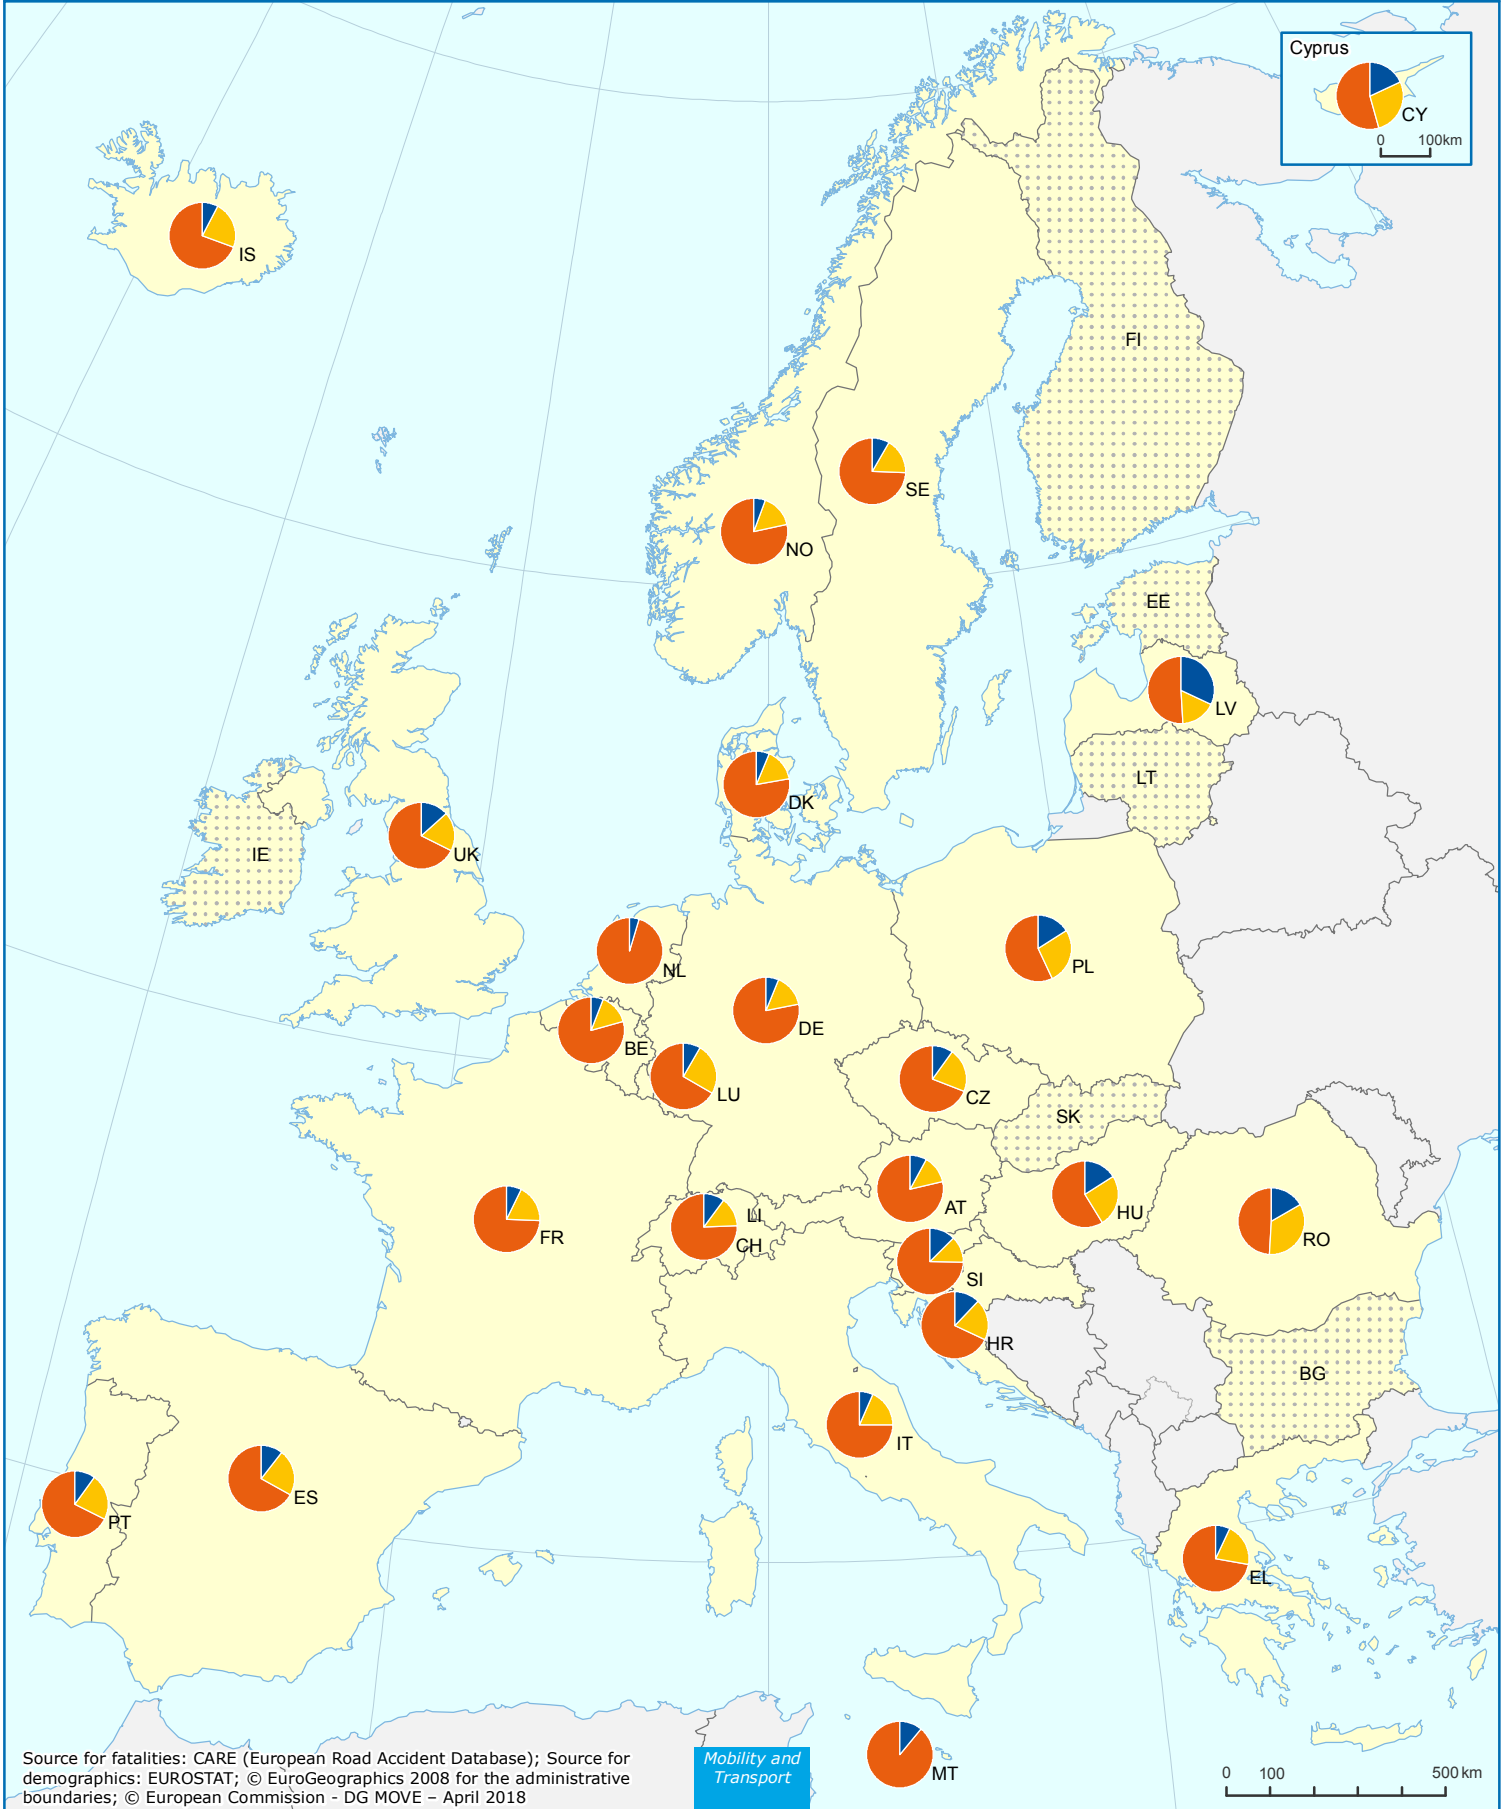 Cyprus
CY
0 100km
IS
FI
SE
NO
EE
LV
LT
DK
IE
UK
NL
PL
DE
BE
LU
CZ
SK
AT
HU
LI
CH
FR
RO
SI
HR
BG
IT
ES
PT
EL
MT
Source for fatalities: CARE (European Road Accident Database); Source for
demographics: EUROSTAT; © EuroGeographics 2008 for the administrative
boundaries; © European Commission - DG MOVE – April 2018
Mobility and
Transport
0 100 500 km